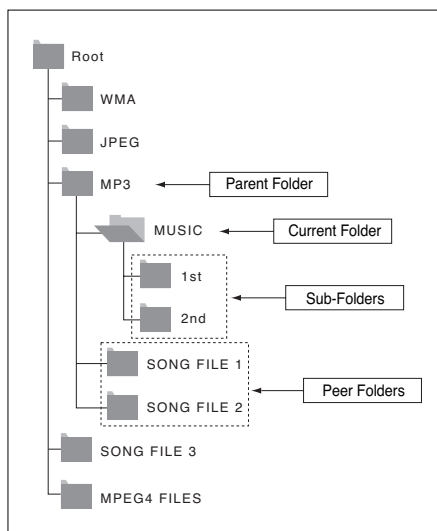 Root
WMA
JPEG
MP3
Parent Folder
MUSIC
Current Folder
1st
Sub-Folders
2nd
SONG FILE 1
Peer Folders
SONG FILE 2
SONG FILE 3
MPEG4 FILES